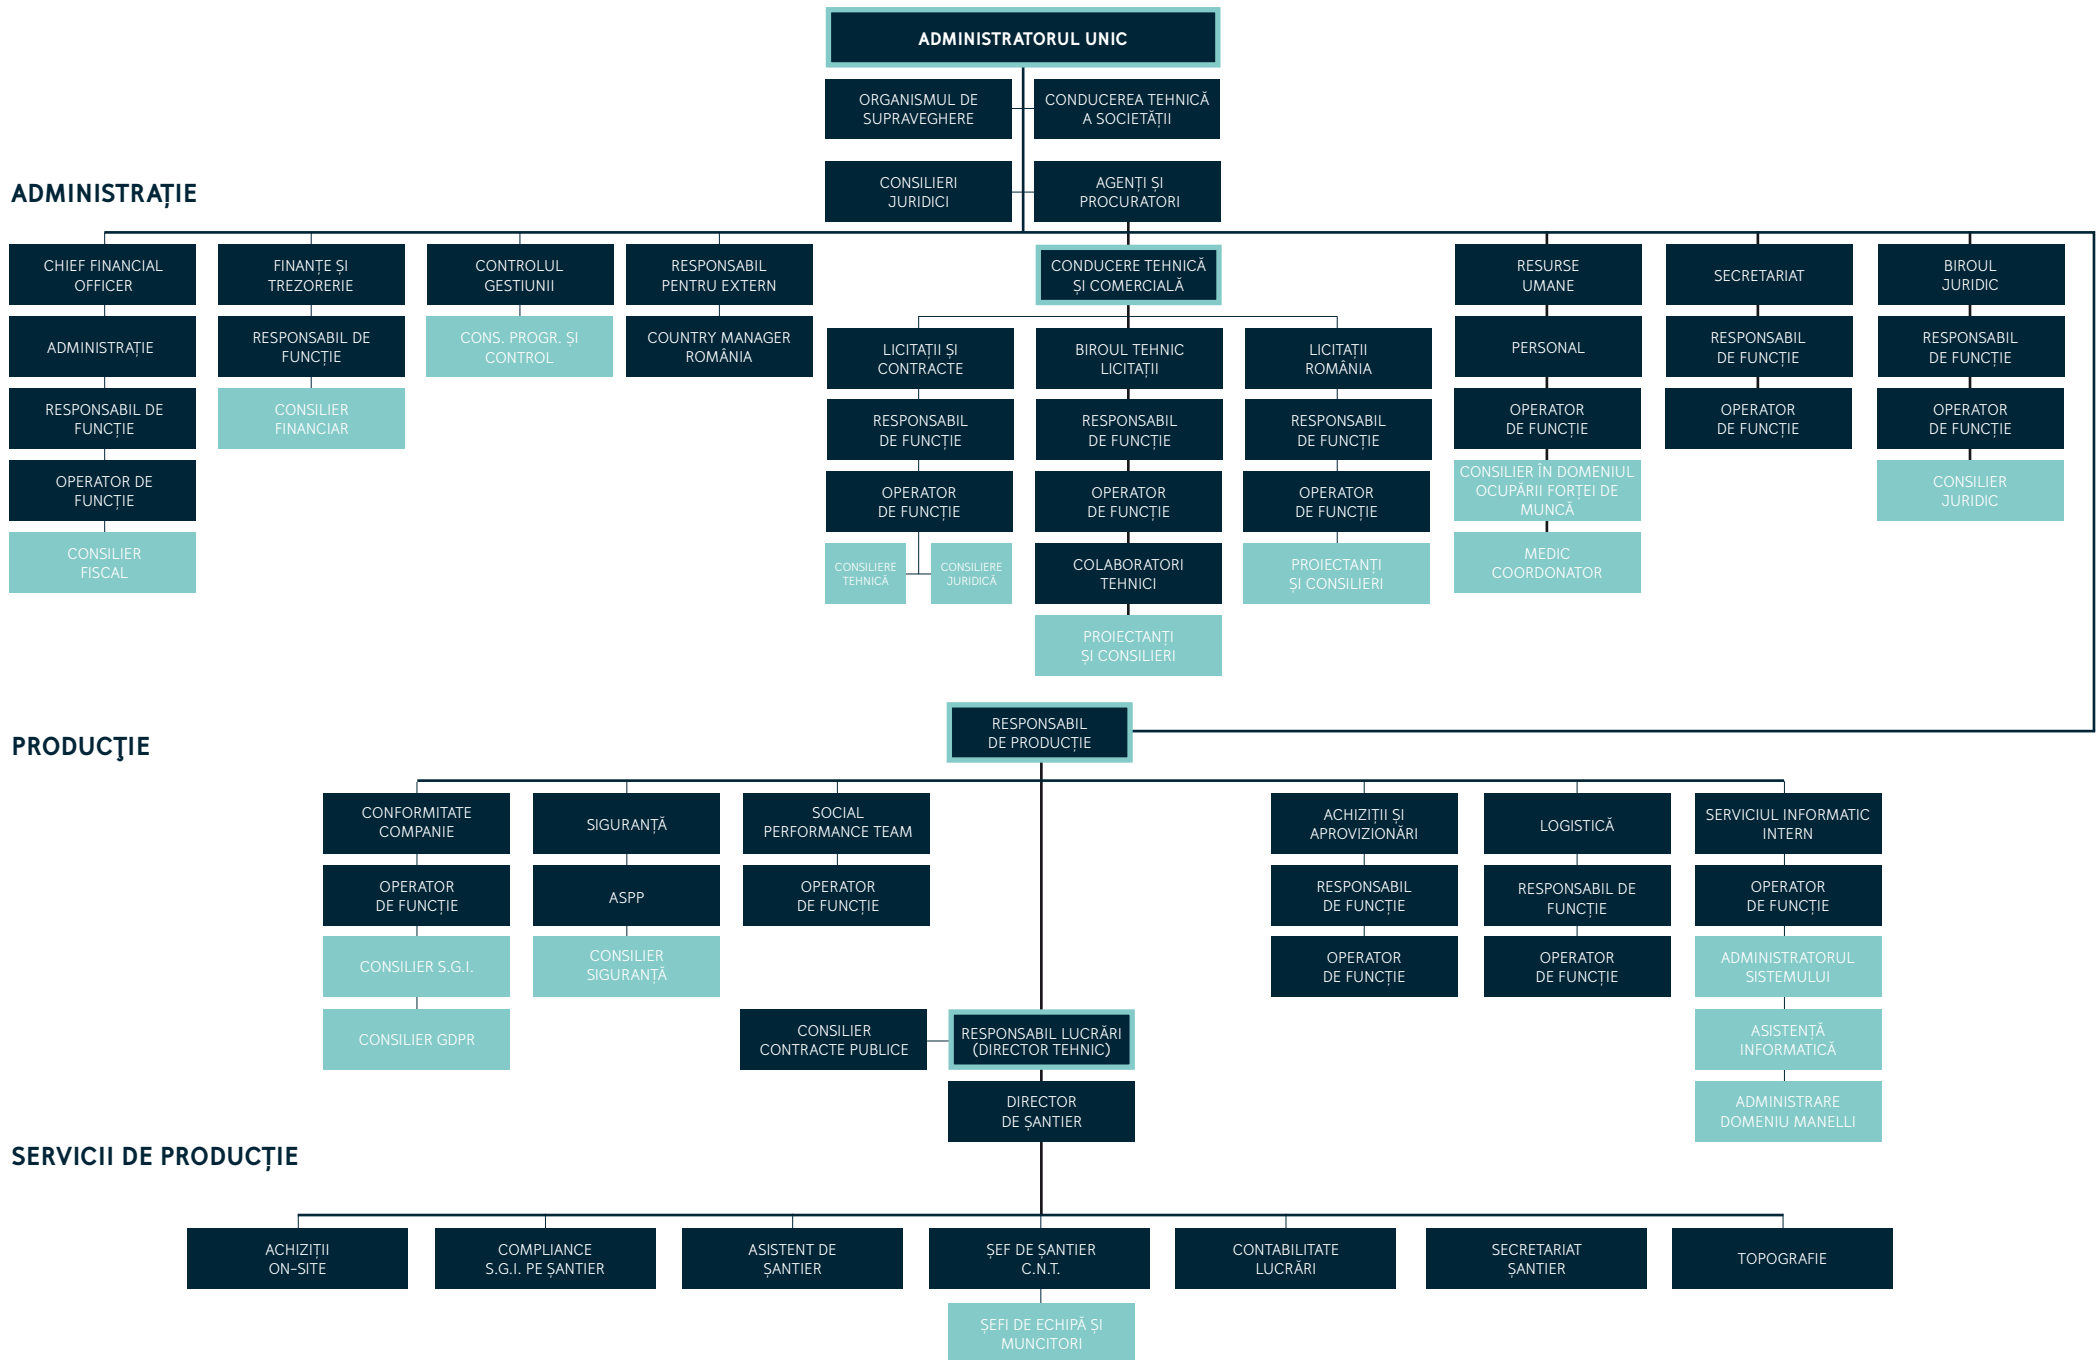 ADMINISTRATORUL UNIC
ORGANISMUL DE
SUPRAVEGHERE
CONDUCEREA TEHNICĂ
A SOCIETĂȚII
CONSILIERI
JURIDICI
AGENȚI ȘI
PROCURATORI
ADMINISTRAȚIE
CHIEF FINANCIAL
OFFICER
ADMINISTRAȚIE
RESPONSABIL DE
FUNCȚIE
OPERATOR DE
FUNCȚIE
CONSILIER
FISCAL
FINANȚE ȘI
TREZORERIE
RESPONSABIL DE
FUNCȚIE
CONSILIER
FINANCIAR
CONTROLUL
GESTIUNII
CONS. PROGR. ȘI
CONTROL
RESPONSABIL
PENTRU EXTERN
COUNTRY MANAGER
ROMÂNIA
CONDUCERE TEHNICĂ
ȘI COMERCIALĂ
LICITAȚII ȘI
CONTRACTE
RESPONSABIL
DE FUNCȚIE
OPERATOR
DE FUNCȚIE
CONSILIERE
TEHNICĂ
CONSILIERE
JURIDICĂ
BIROUL TEHNIC
LICITAȚII
RESPONSABIL
DE FUNCȚIE
OPERATOR
DE FUNCȚIE
COLABORATORI
TEHNICI
PROIECTANȚI
ȘI CONSILIERI
LICITAȚII
ROMÂNIA
RESPONSABIL
DE FUNCȚIE
OPERATOR
DE FUNCȚIE
PROIECTANȚI
ȘI CONSILIERI
RESURSE
UMANE
PERSONAL
OPERATOR
DE FUNCȚIE
CONSILIER ÎN DOMENIUL
OCUPĂRII FORȚEI DE
MUNCĂ
MEDIC
COORDONATOR
SECRETARIAT
RESPONSABIL
DE FUNCȚIE
OPERATOR
DE FUNCȚIE
BIROUL
JURIDIC
RESPONSABIL
DE FUNCȚIE
OPERATOR
DE FUNCȚIE
CONSILIER
JURIDIC
PRODUCŢIE
RESPONSABIL
DE PRODUCȚIE
CONFORMITATE
COMPANIE
OPERATOR
DE FUNCȚIE
CONSILIER S.G.I.
CONSILIER GDPR
SIGURANȚĂ
ASPP
CONSILIER
SIGURANȚĂ
SOCIAL
PERFORMANCE TEAM
OPERATOR
DE FUNCȚIE
ACHIZIȚII ȘI
APROVIZIONĂRI
RESPONSABIL
DE FUNCȚIE
OPERATOR
DE FUNCȚIE
LOGISTICĂ
RESPONSABIL DE
FUNCȚIE
OPERATOR
DE FUNCȚIE
SERVICIUL INFORMATIC
INTERN
OPERATOR
DE FUNCȚIE
ADMINISTRATORUL
SISTEMULUI
ASISTENȚĂ
INFORMATICĂ
ADMINISTRARE
DOMENIU MANELLI
CONSILIER
CONTRACTE PUBLICE
RESPONSABIL LUCRĂRI
(DIRECTOR TEHNIC)
DIRECTOR
DE ȘANTIER
SERVICII DE PRODUCȚIE
ACHIZIȚII
ON-SITE
COMPLIANCE
S.G.I. PE ȘANTIER
ASISTENT DE
ȘANTIER
ȘEF DE ȘANTIER
C.N.T.
ȘEFI DE ECHIPĂ ȘI
MUNCITORI
CONTABILITATE
LUCRĂRI
SECRETARIAT
ȘANTIER
TOPOGRAFIE